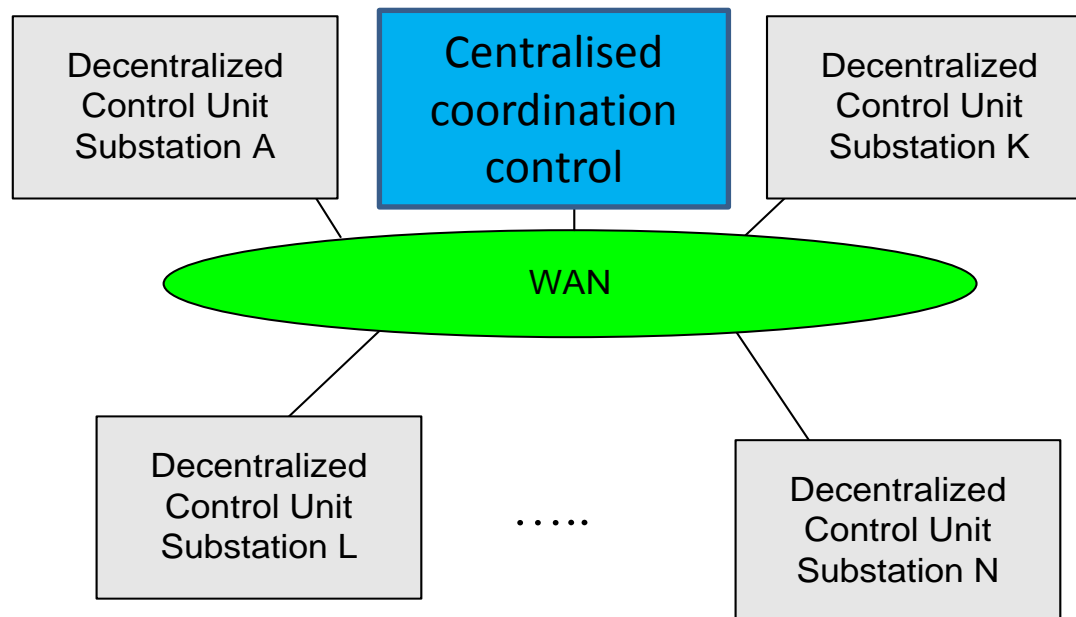 Decentralized
Control Unit
Substation A
Centralised
coordination
control
Decentralized
Control Unit
Substation K
WAN
Decentralized
Control Unit
Substation L
.....
Decentralized
Control Unit
Substation N